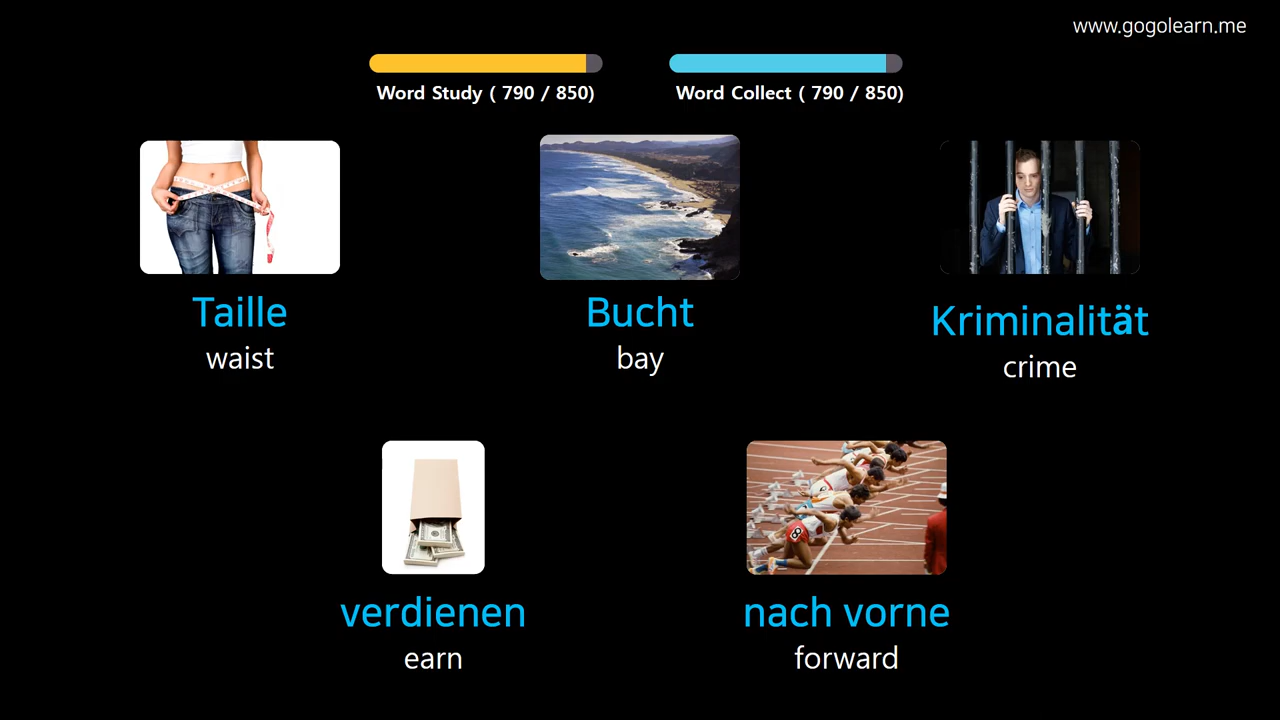 www.gogolearn.me
Word Study ( 790 / 850)
Word Collect ( 790 / 850)
Taille
waist
Bucht
bay
Kriminalität
crime
verdienen
earn
nach vorne
forward